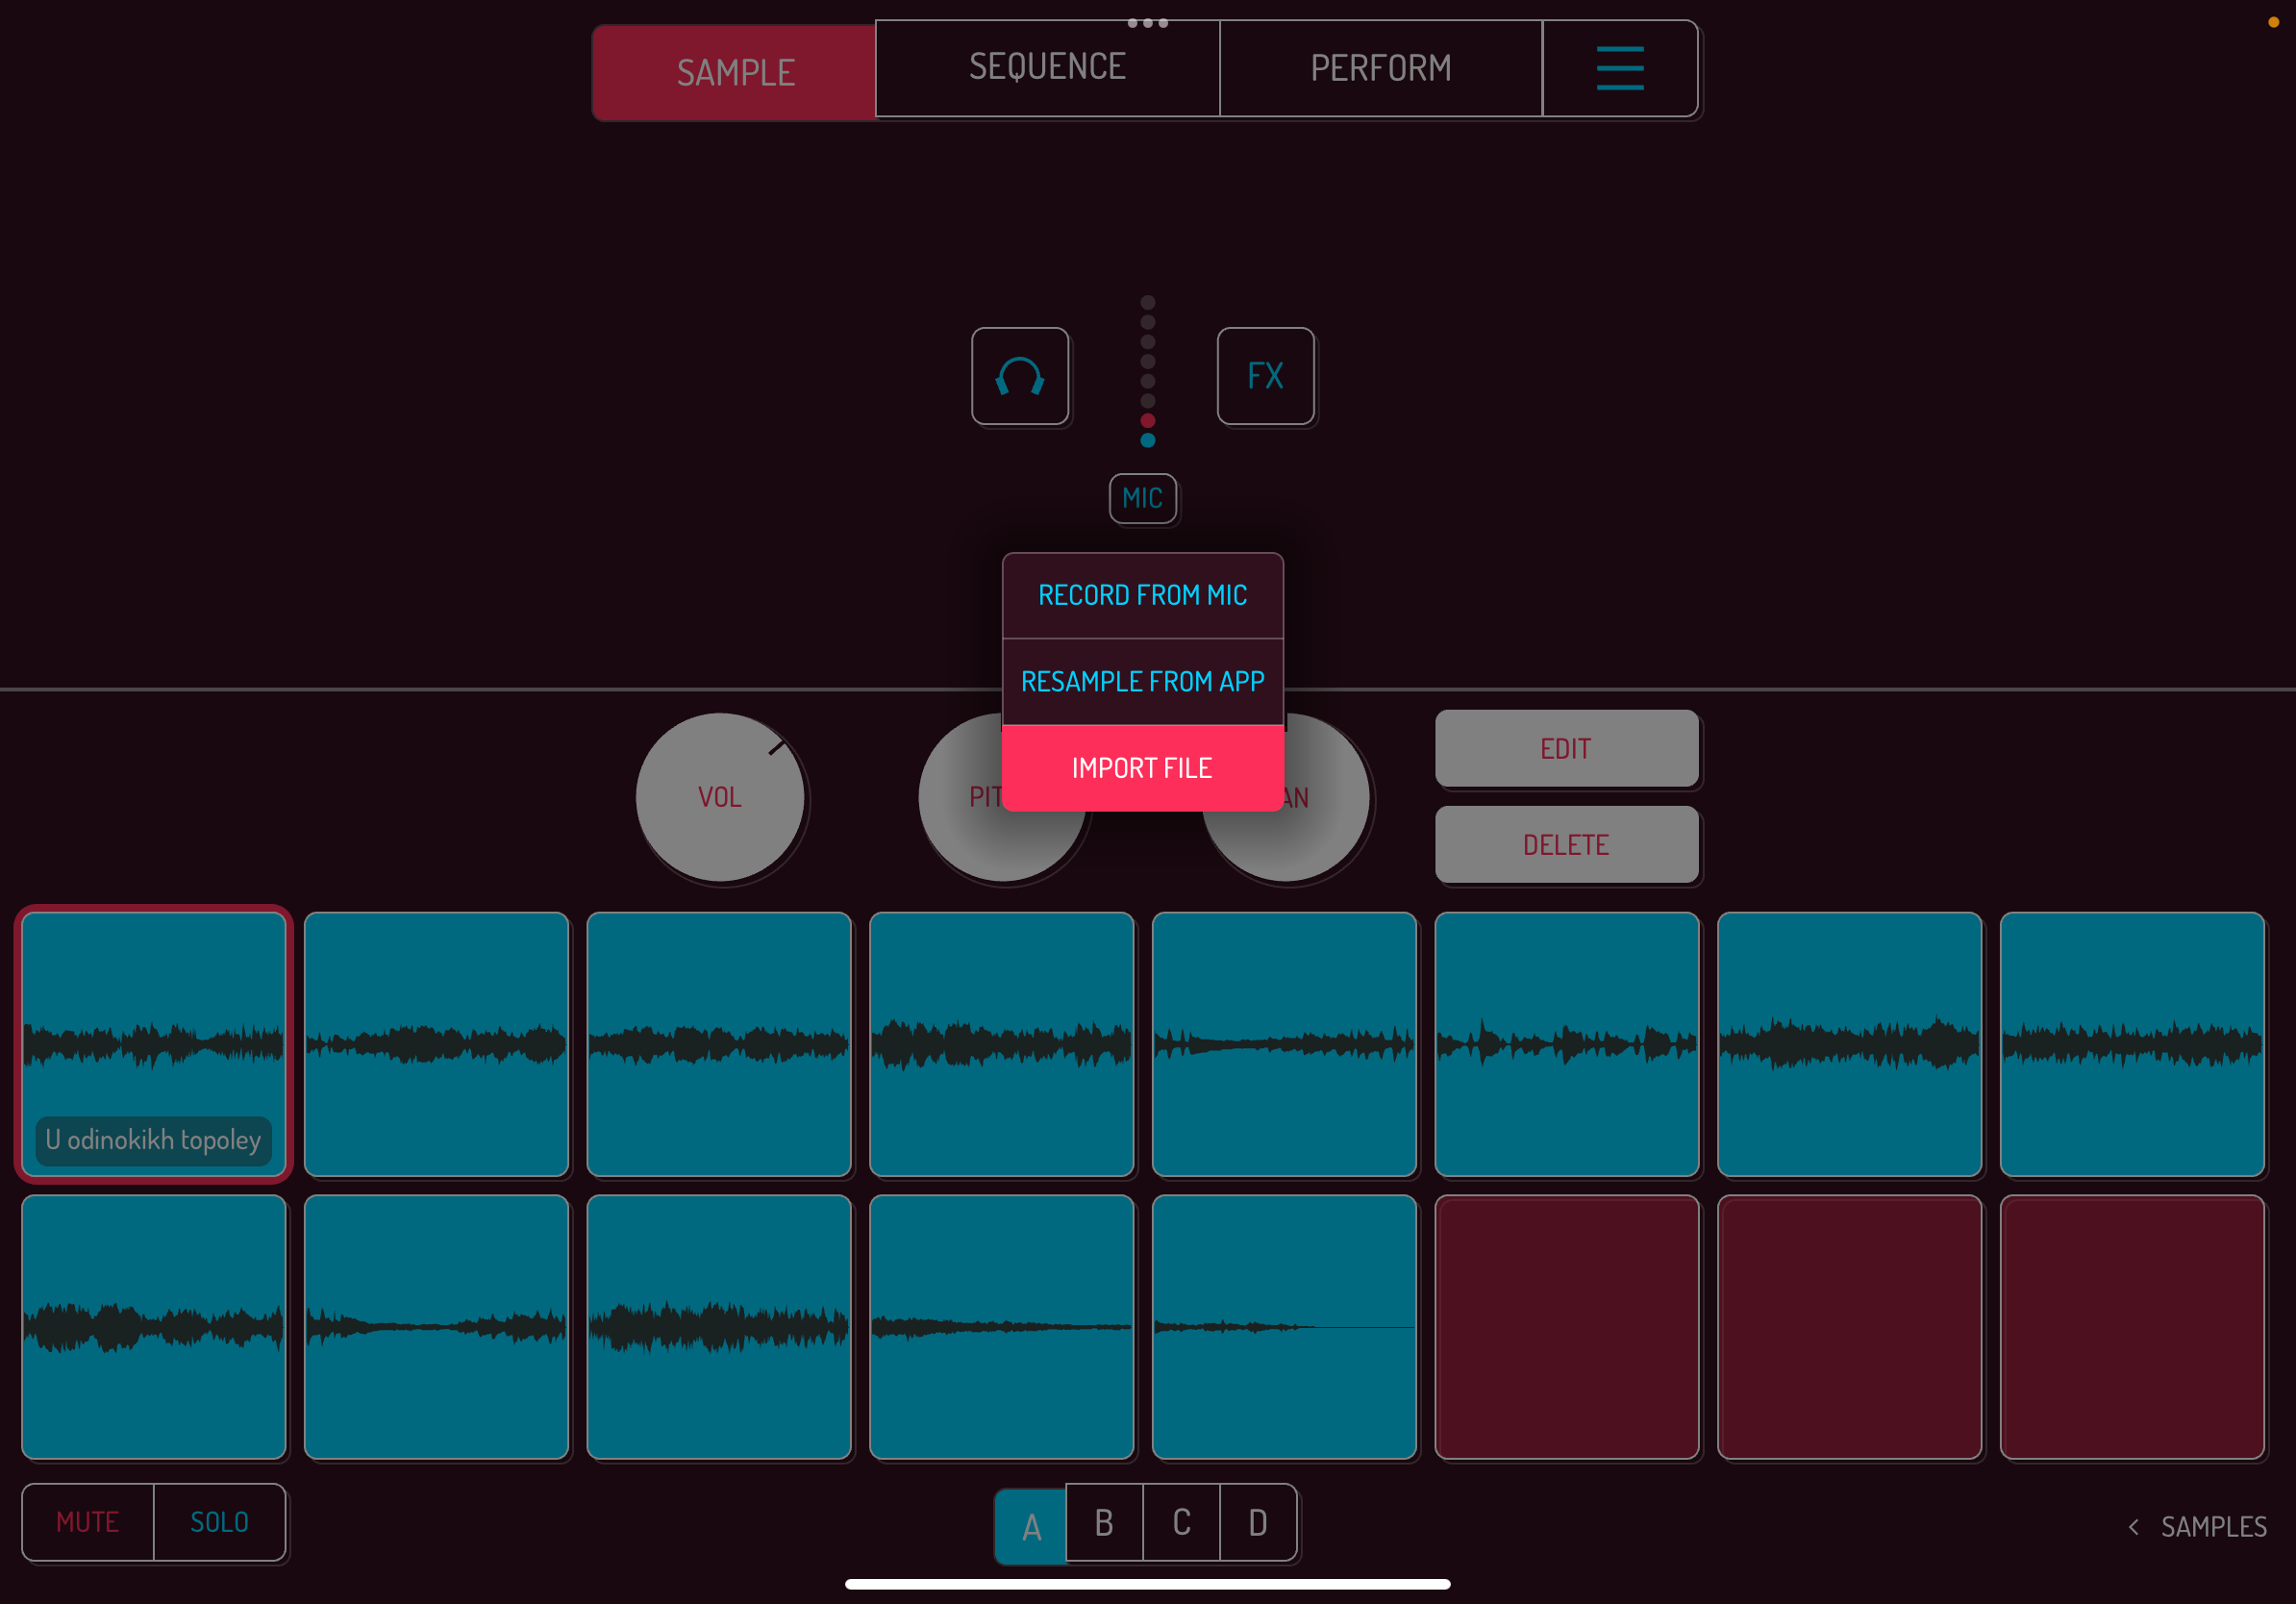 SAMPLE
SEQUENCE
PERFORM
FX
MIC
RECORD FROM MIC
RESAMPLE FROM APP
IMPORT FILE
VOL
PIT
AN
EDIT
DELETE
U odinokikh topoley
MUTE
SOLO
A
B
C
D
< SAMPLES